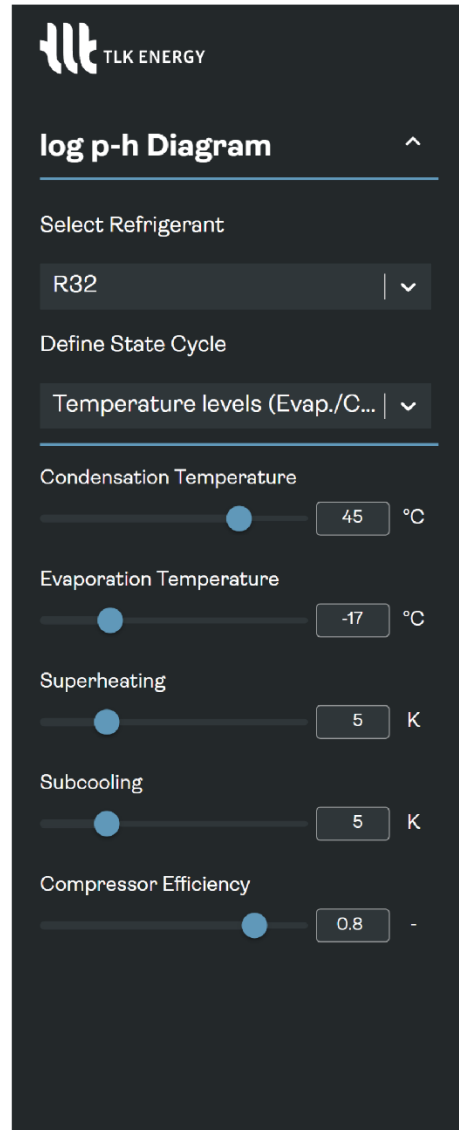 TLK ENERGY
log p-h Diagram
Select Refrigerant
R32
Define State Cycle
Temperature levels (Evap./C...
Condensation Temperature
45 °C
Evaporation Temperature
-17 °C
Superheating
5 K
Subcooling
5 K
Compressor Efficiency
0.8 -